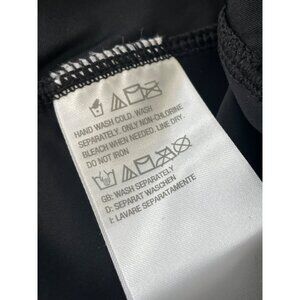 HAND WASH COLD. WASH
SEPARATELY. ONLY NON-CHLORINE
BLEACH WHEN NEEDED. LINE DRY.
DO NOT IRON
GB: WASH SEPARATELY
D: SEPARAT WASCHEN
I: LAVARE SEPARATAMENTE